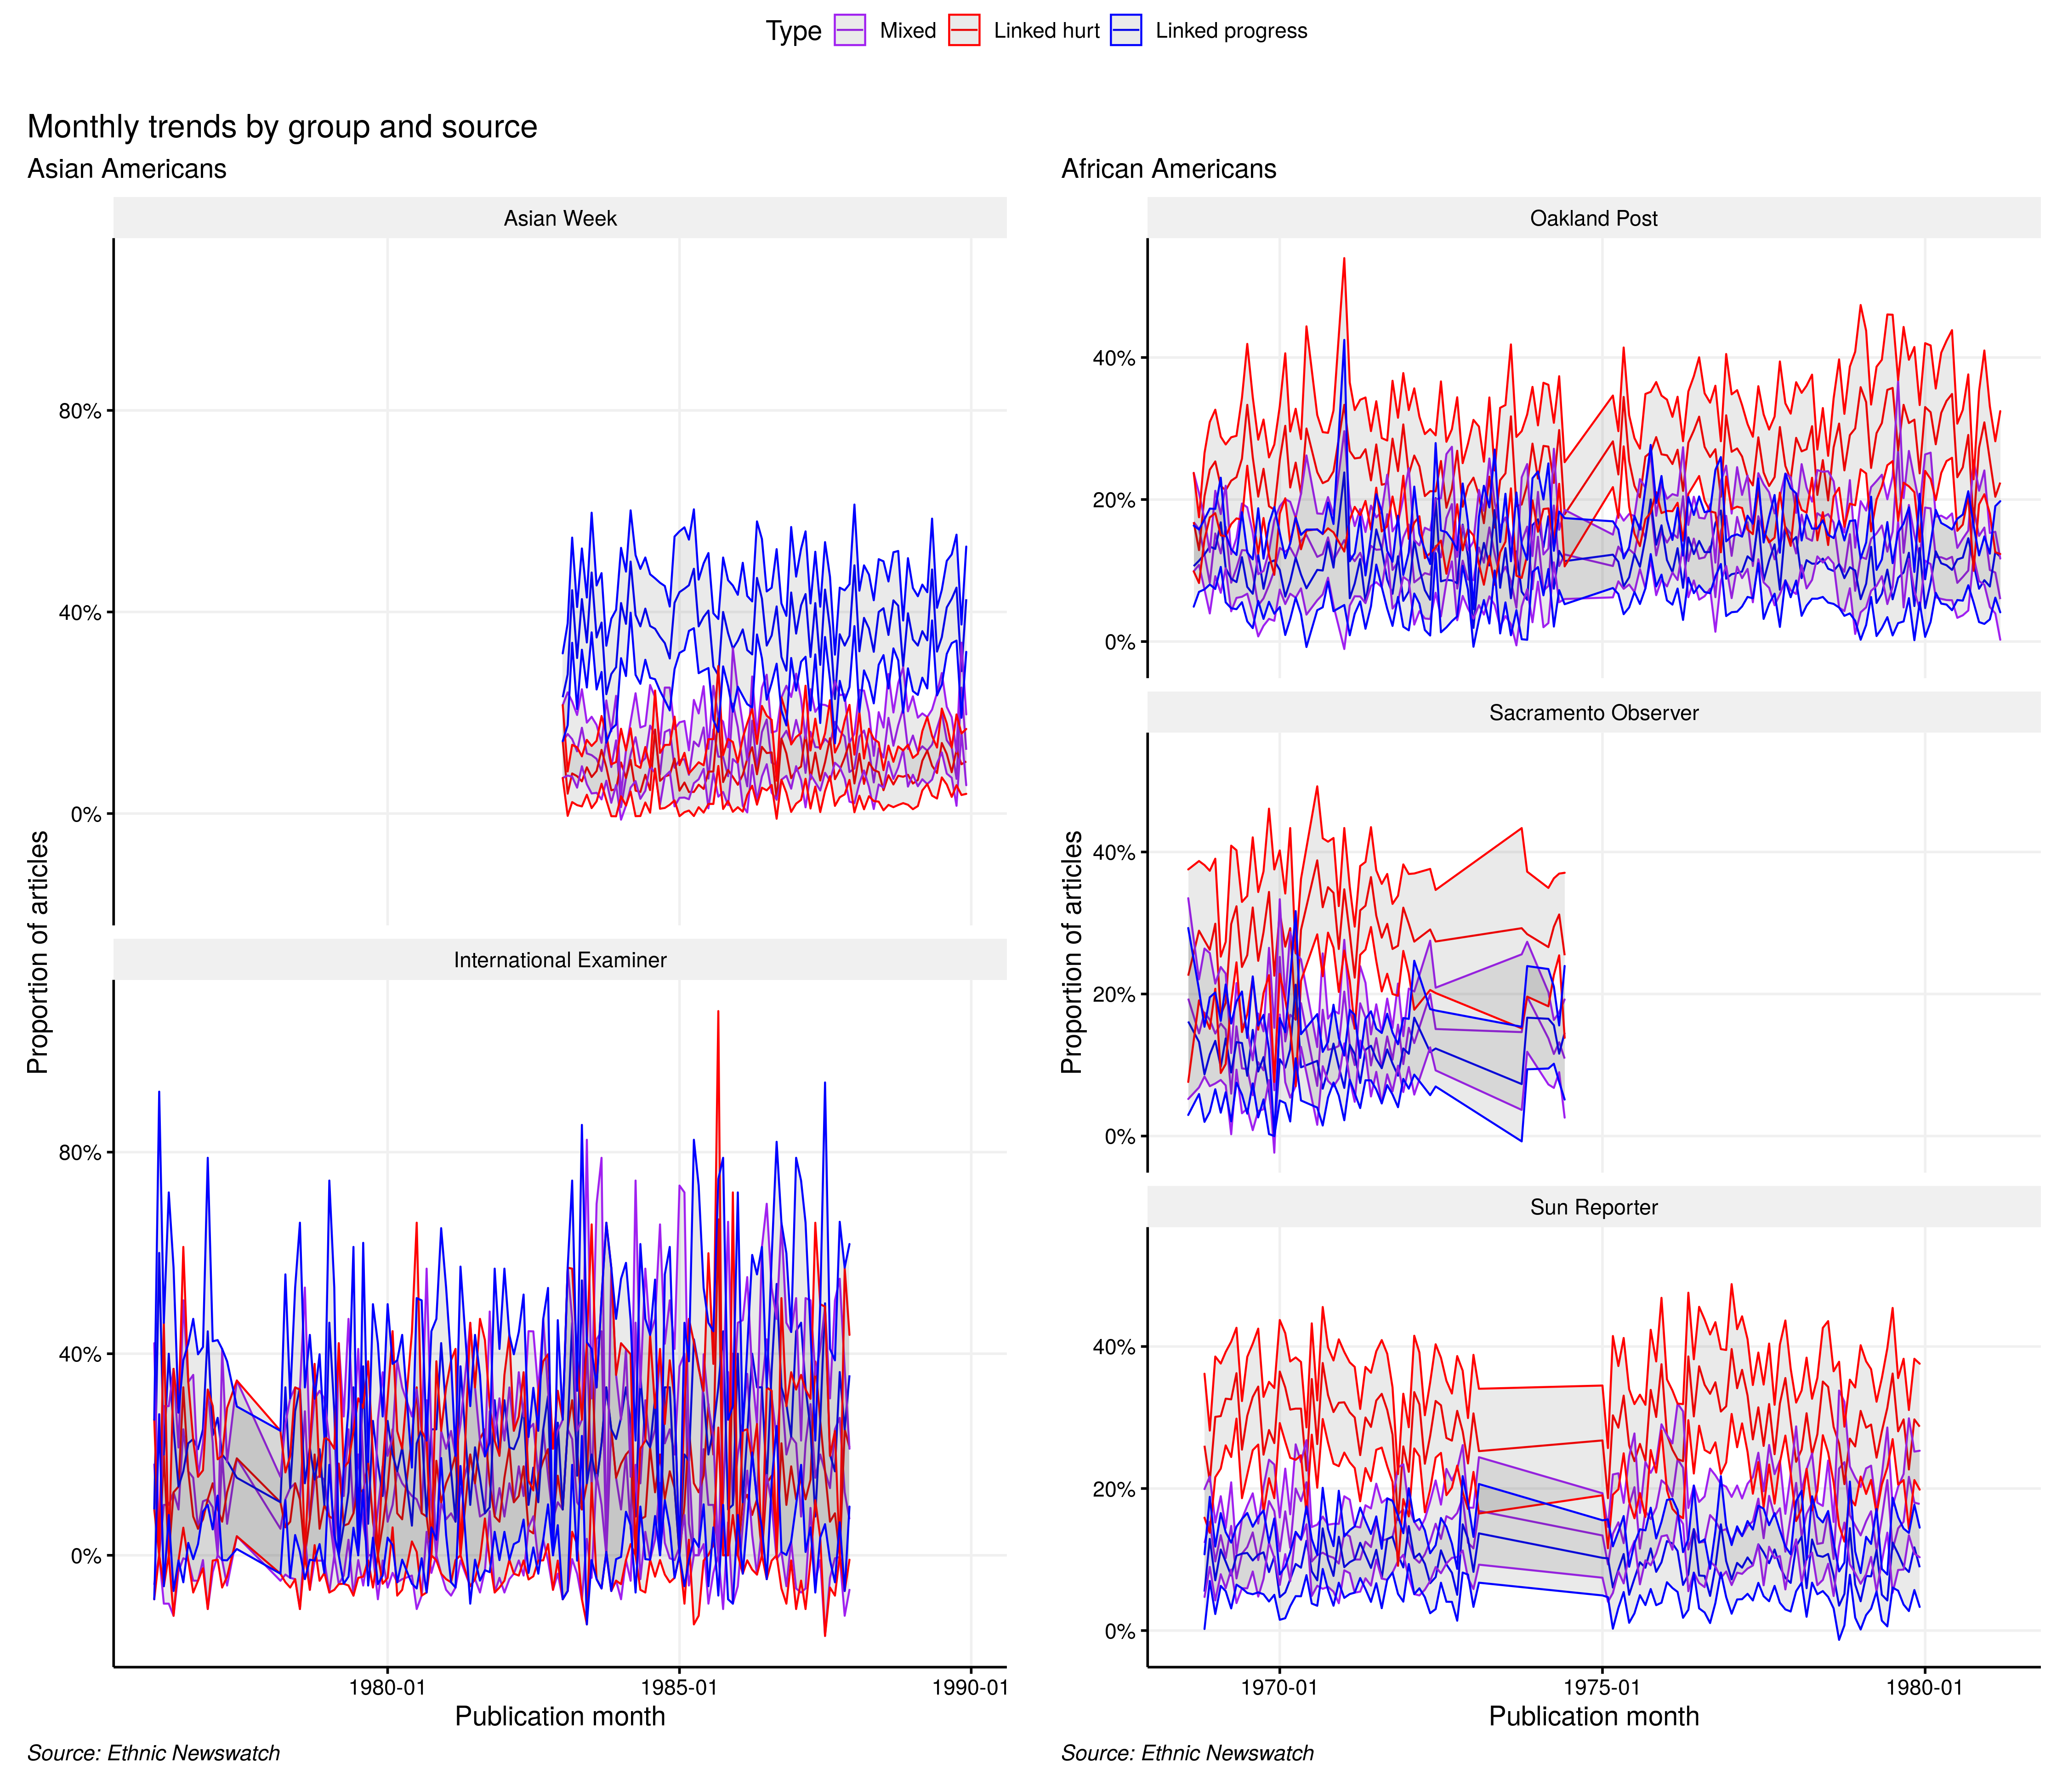 Type Mixed Linked hurt Linked progress
Monthly trends by group and source
Asian Americans
Asian Week
80%
40%
0%
International Examiner
80%
40%
0%
Proportion of articles
1980-01 1985-01 1990-01
Publication month
Source: Ethnic Newswatch
African Americans
Oakland Post
40%
20%
0%
Sacramento Observer
40%
20%
0%
Sun Reporter
40%
20%
0%
Proportion of articles
1970-01 1975-01 1980-01
Publication month
Source: Ethnic Newswatch